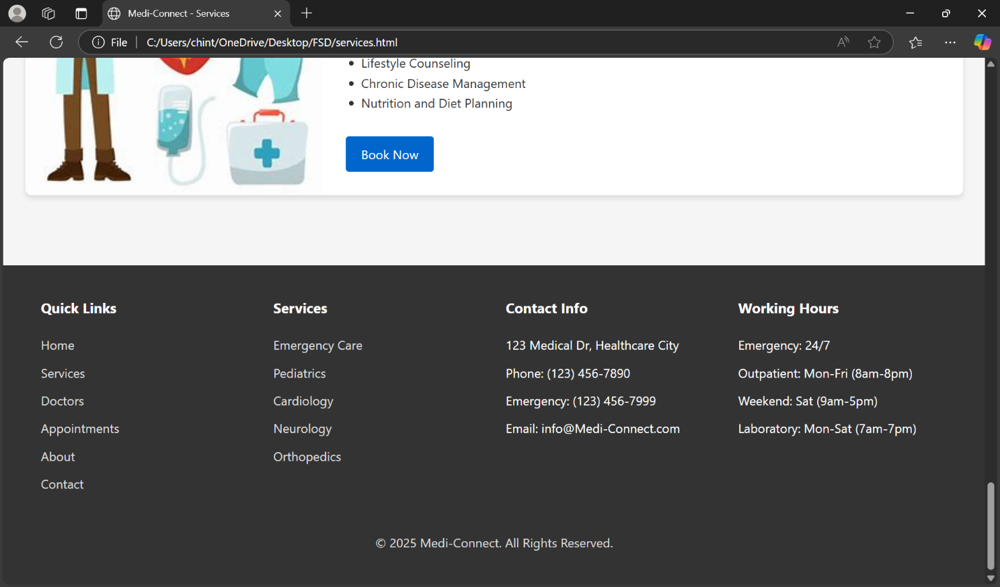 Medi-Connect - Services
File
C:/Users/chint/OneDrive/Desktop/FSD/services.html
Lifestyle Counseling
Chronic Disease Management
Nutrition and Diet Planning
Book Now
Quick Links
Home
Services
Doctors
Appointments
About
Contact
Services
Emergency Care
Pediatrics
Cardiology
Neurology
Orthopedics
Contact Info
123 Medical Dr, Healthcare City
Phone: (123) 456-7890
Emergency: (123) 456-7999
Email: info@Medi-Connect.com
Working Hours
Emergency: 24/7
Outpatient: Mon-Fri (8am-8pm)
Weekend: Sat (9am-5pm)
Laboratory: Mon-Sat (7am-7pm)
© 2025 Medi-Connect. All Rights Reserved.